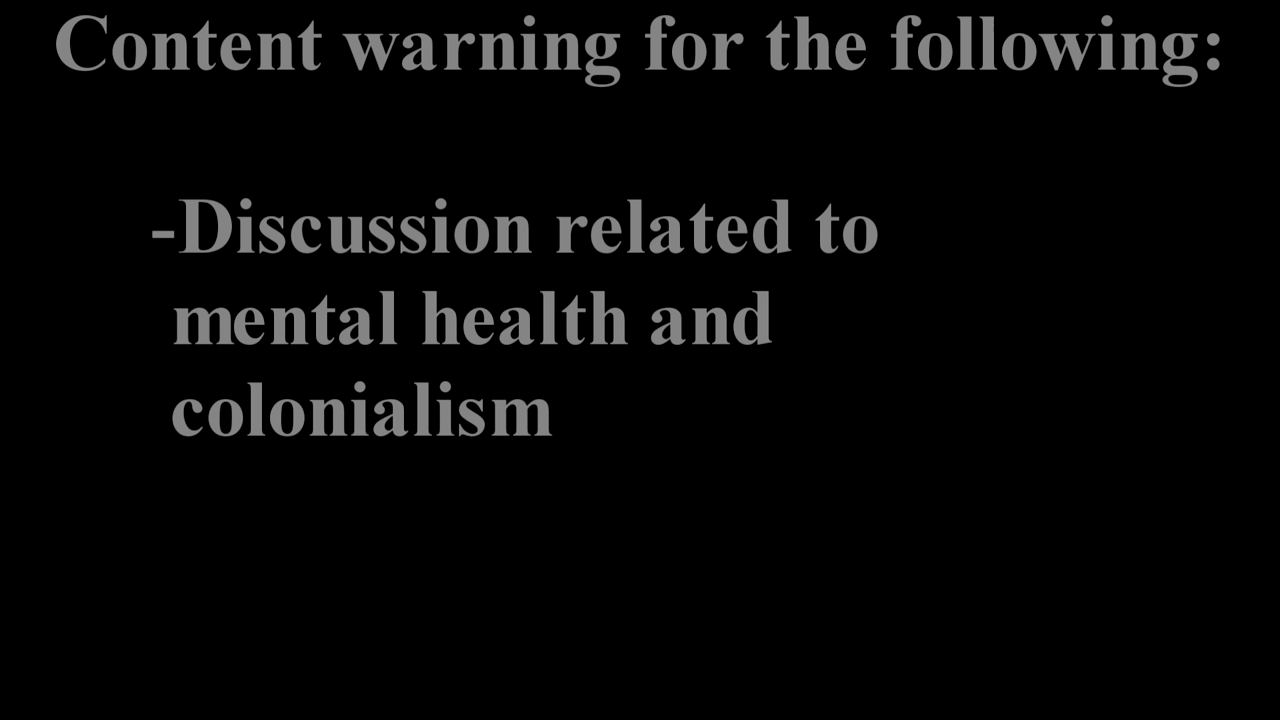 Content warning for the following:
-Discussion related to
mental health and
colonialism